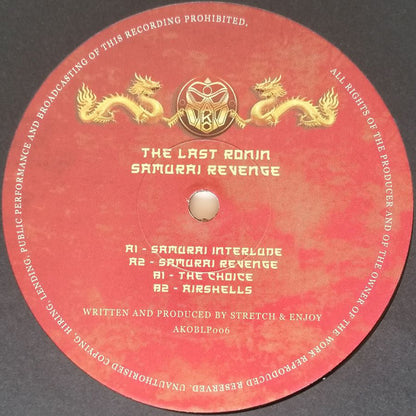 ALL RIGHTS OF THE PRODUCER AND OF THE OWNER OF THE WORK REPRODUCED RESERVED. UNAUTHORISED COPYING, HIRING, LENDING, PUBLIC PERFORMANCE AND BROADCASTING OF THIS RECORDING PROHIBITED.
K
THE LAST RONIN
SAMURAI REVENGE
A1 - SAMURAI INTERLUDE
A2 - SAMURAI REVENGE
B1 - THE CHOICE
B2 - AIRSHELLS
WRITTEN AND PRODUCED BY STRETCH & ENJOY
AKOBLP006